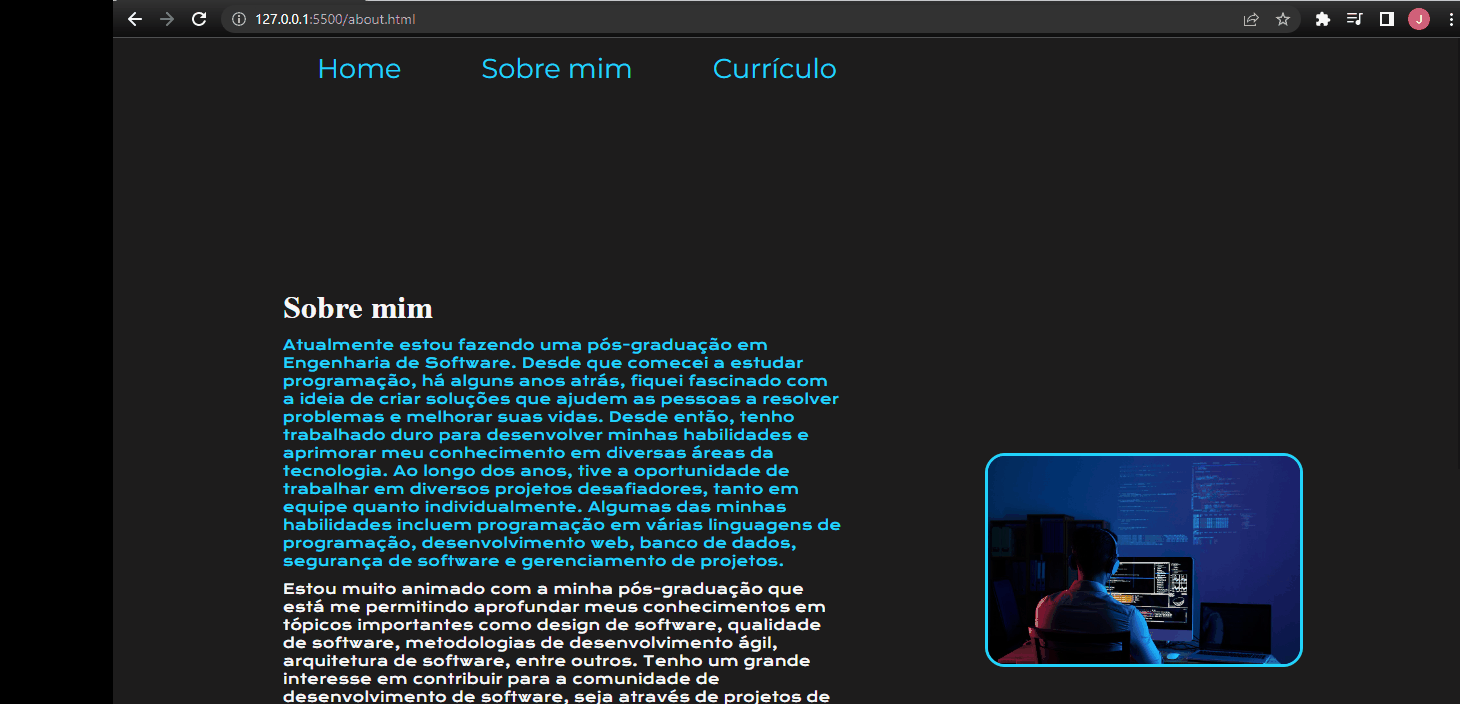 127.0.0.1:5500/about.html
J
Home Sobre mim Currículo
Sobre mim
Atualmente estou fazendo uma pós-graduação em
Engenharia de Software. Desde que comecei a estudar
programação, há alguns anos atrás, fiquei fascinado com
a ideia de criar soluções que ajudem as pessoas a resolver
problemas e melhorar suas vidas. Desde então, tenho
trabalhado duro para desenvolver minhas habilidades e
aprimorar meu conhecimento em diversas áreas da
tecnologia. Ao longo dos anos, tive a oportunidade de
trabalhar em diversos projetos desafiadores, tanto em
equipe quanto individualmente. Algumas das minhas
habilidades incluem programação em várias linguagens de
programação, desenvolvimento web, banco de dados,
segurança de software e gerenciamento de projetos.
Estou muito animado com a minha pós-graduação que
está me permitindo aprofundar meus conhecimentos em
tópicos importantes como design de software, qualidade
de software, metodologias de desenvolvimento ágil,
arquitetura de software, entre outros. Tenho um grande
interesse em contribuir para a comunidade de
desenvolvimento de software, seja através de projetos de